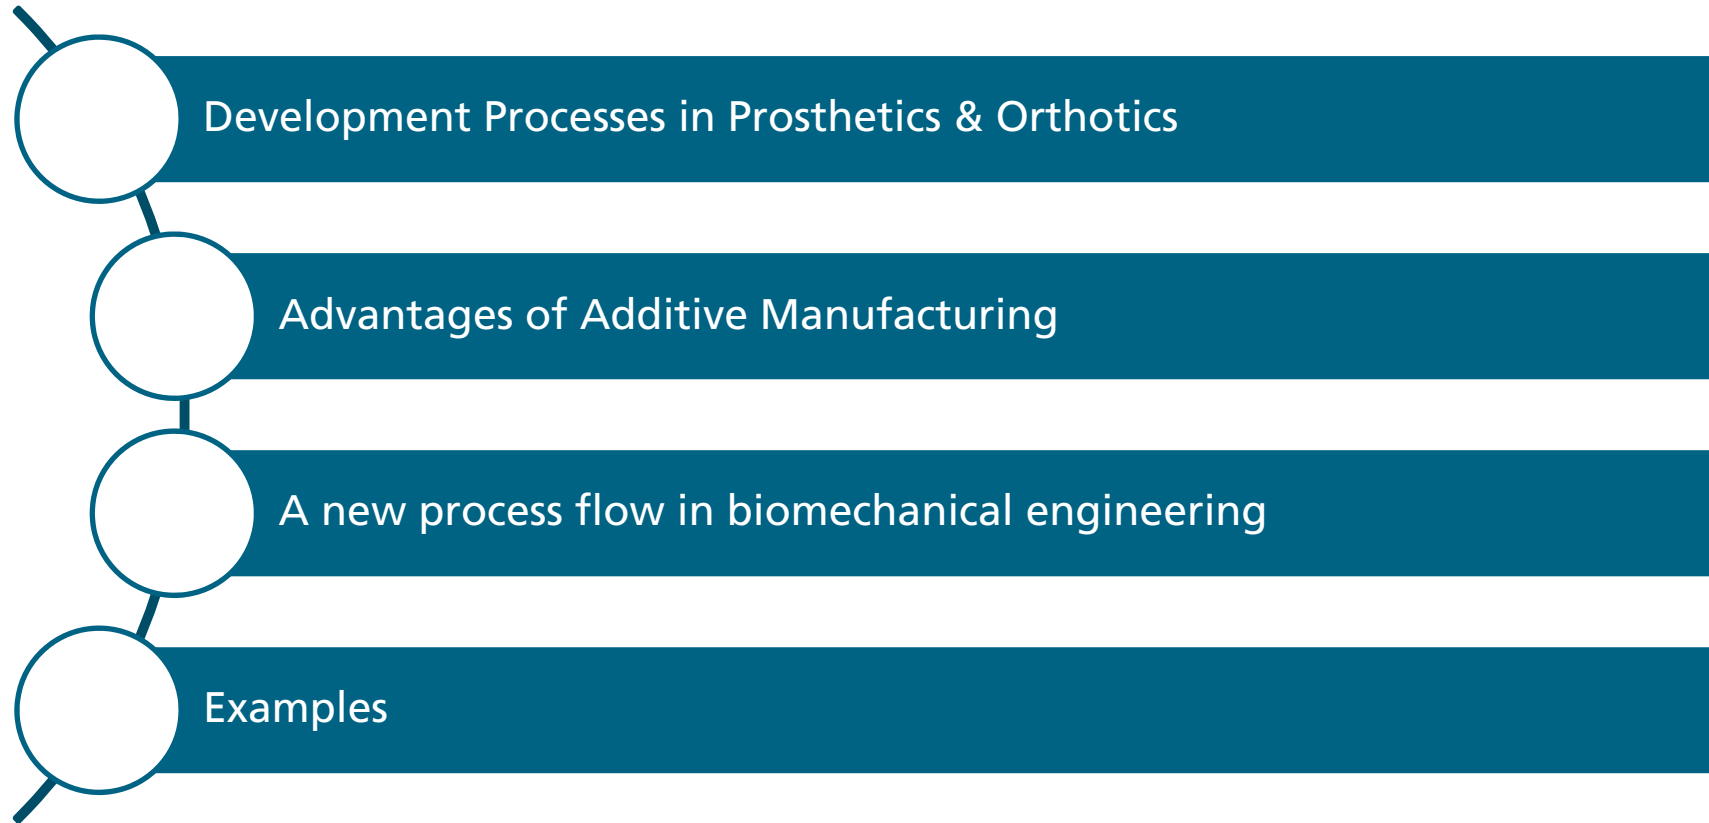 Development Processes in Prosthetics & Orthotics
Advantages of Additive Manufacturing
A new process flow in biomechanical engineering
Examples